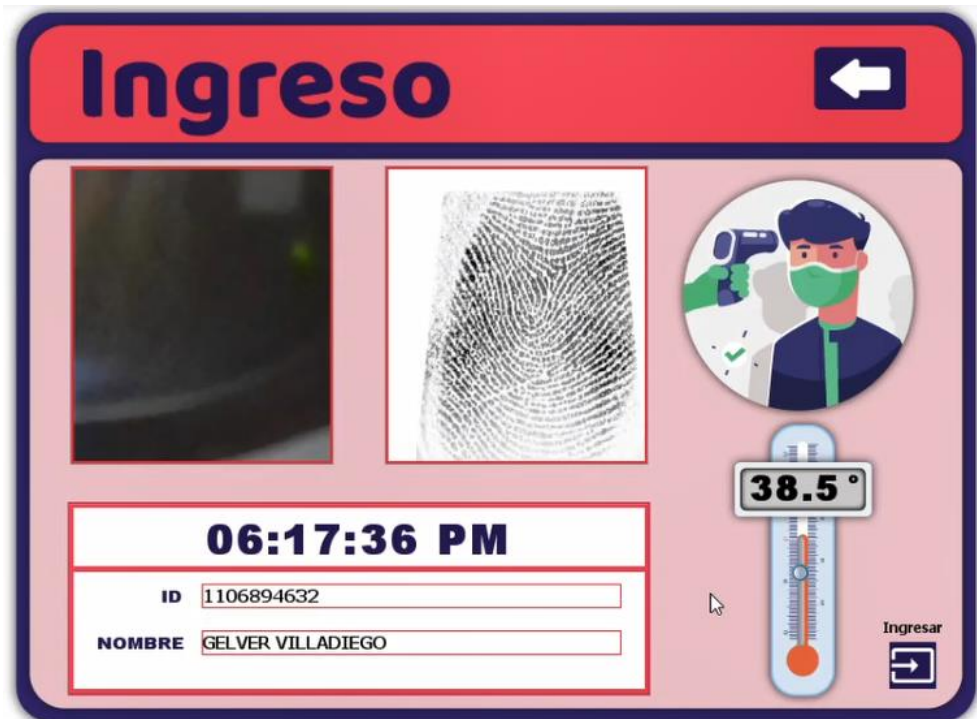 Ingreso
38.5°
06:17:36 PM
ID 1106894632
NOMBRE GELVER VILLADIEGO
Ingresar